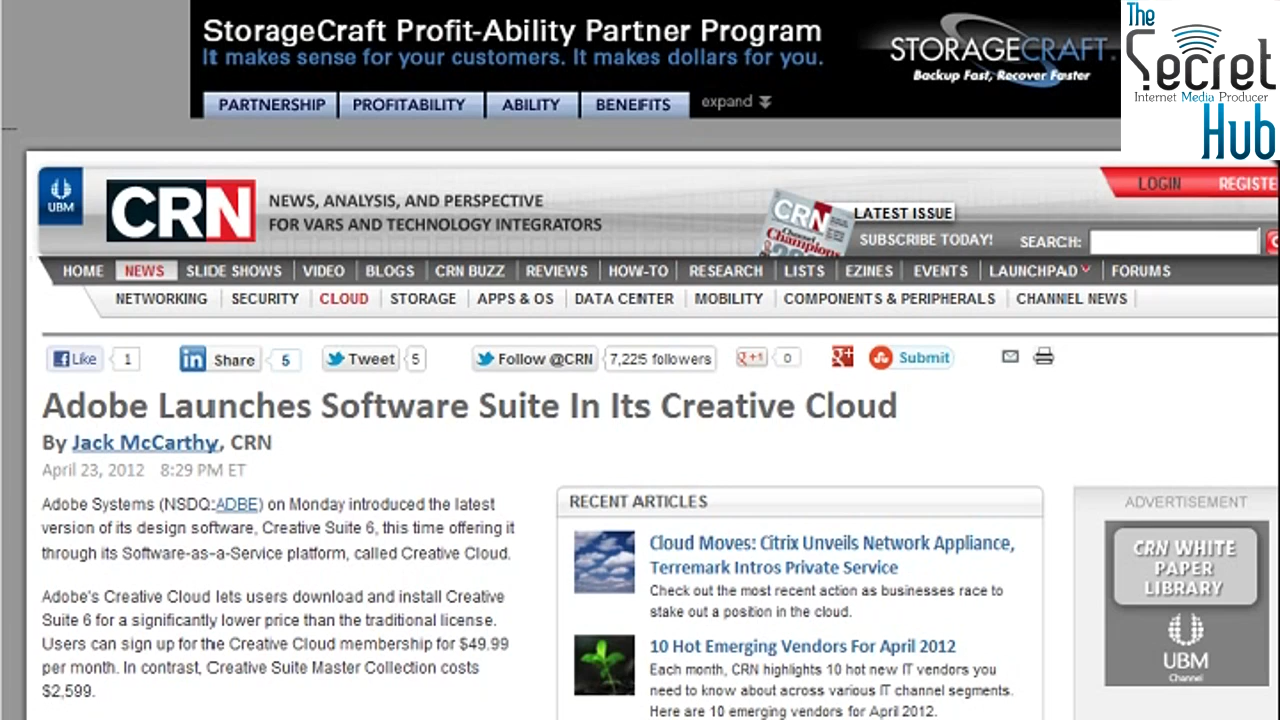 StorageCraft Profit-Ability Partner Program
It makes sense for your customers. It makes dollars for you.
PARTNERSHIP PROFITABILITY ABILITY BENEFITS expand
STORAGECRAFT.
Backup Fast, Recover Faster
The
Secret
Internet Media Producer
Hub
UBM
CRN
NEWS, ANALYSIS, AND PERSPECTIVE
FOR VARS AND TECHNOLOGY INTEGRATORS
CRN
Channel
Champions
LATEST ISSUE
SUBSCRIBE TODAY!
LOGIN REGISTE
SEARCH:
HOME NEWS SLIDE SHOWS VIDEO BLOGS CRN BUZZ REVIEWS HOW-TO RESEARCH LISTS EZINES EVENTS LAUNCHPAD FORUMS
NETWORKING SECURITY CLOUD STORAGE APPS & OS DATA CENTER MOBILITY COMPONENTS & PERIPHERALS CHANNEL NEWS
Like 1 in Share 5 Tweet 5 Follow @CRN 7,225 followers g +1 0 g+ Submit
Adobe Launches Software Suite In Its Creative Cloud
By Jack McCarthy, CRN
April 23, 2012 8:29 PM ET
Adobe Systems (NSDQ:ADBE) on Monday introduced the latest
version of its design software, Creative Suite 6, this time offering it
through its Software-as-a-Service platform, called Creative Cloud.
Adobe's Creative Cloud lets users download and install Creative
Suite 6 for a significantly lower price than the traditional license.
Users can sign up for the Creative Cloud membership for $49.99
per month. In contrast, Creative Suite Master Collection costs
$2,599.
RECENT ARTICLES
Cloud Moves: Citrix Unveils Network Appliance,
Terremark Intros Private Service
Check out the most recent action as businesses race to
stake out a position in the cloud.
10 Hot Emerging Vendors For April 2012
Each month, CRN highlights 10 hot new IT vendors you
need to know about across various IT channel segments.
Here are 10 emerging vendors for April 2012.
ADVERTISEMENT
CRN WHITE
PAPER
LIBRARY
UBM
Channel